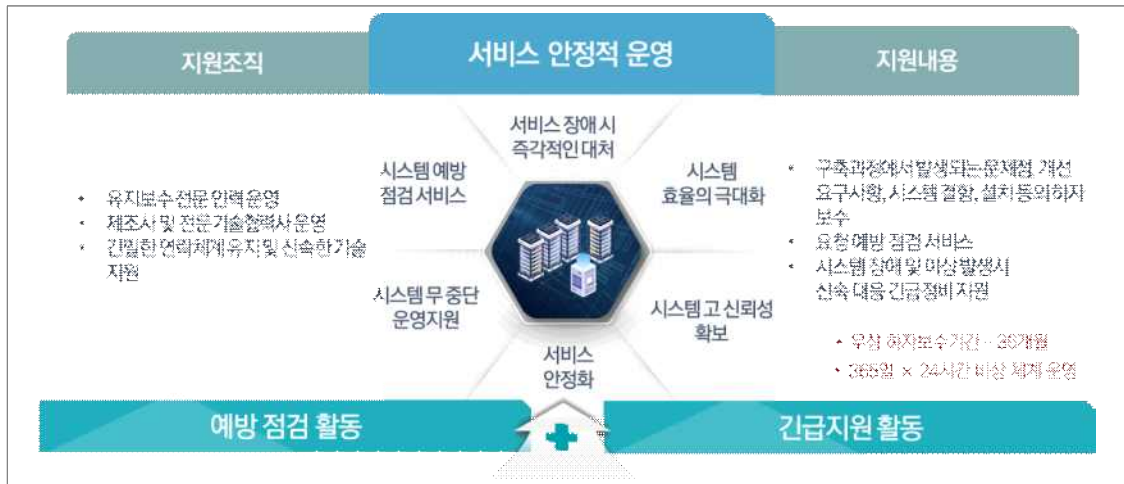 지원조직
서비스 안정적 운영
지원내용
서비스 장애 시
즉각적인 대처
시스템 예방
점검 서비스
시스템
효율의 극대화
시스템 무 중단
운영지원
시스템 고 신뢰성
확보
서비스
안정화
• 유지보수 전문 인력 운영
• 제조사 및 전문기술협력사 운영
• 긴밀한 연락체계 유지 및 신속한 기술
지원
• 구축과정에서 발생되는 문제점, 개선
요구사항, 시스템 결함, 설치 등의 하자
보수
• 요청 예방 점검 서비스
• 시스템 장애 및 이상 발생시
신속 대응 긴급정비 지원
• 무상 하자보수기간 - 36개월
• 365일 × 24시간 비상 체계 운영
예방 점검 활동
긴급지원 활동